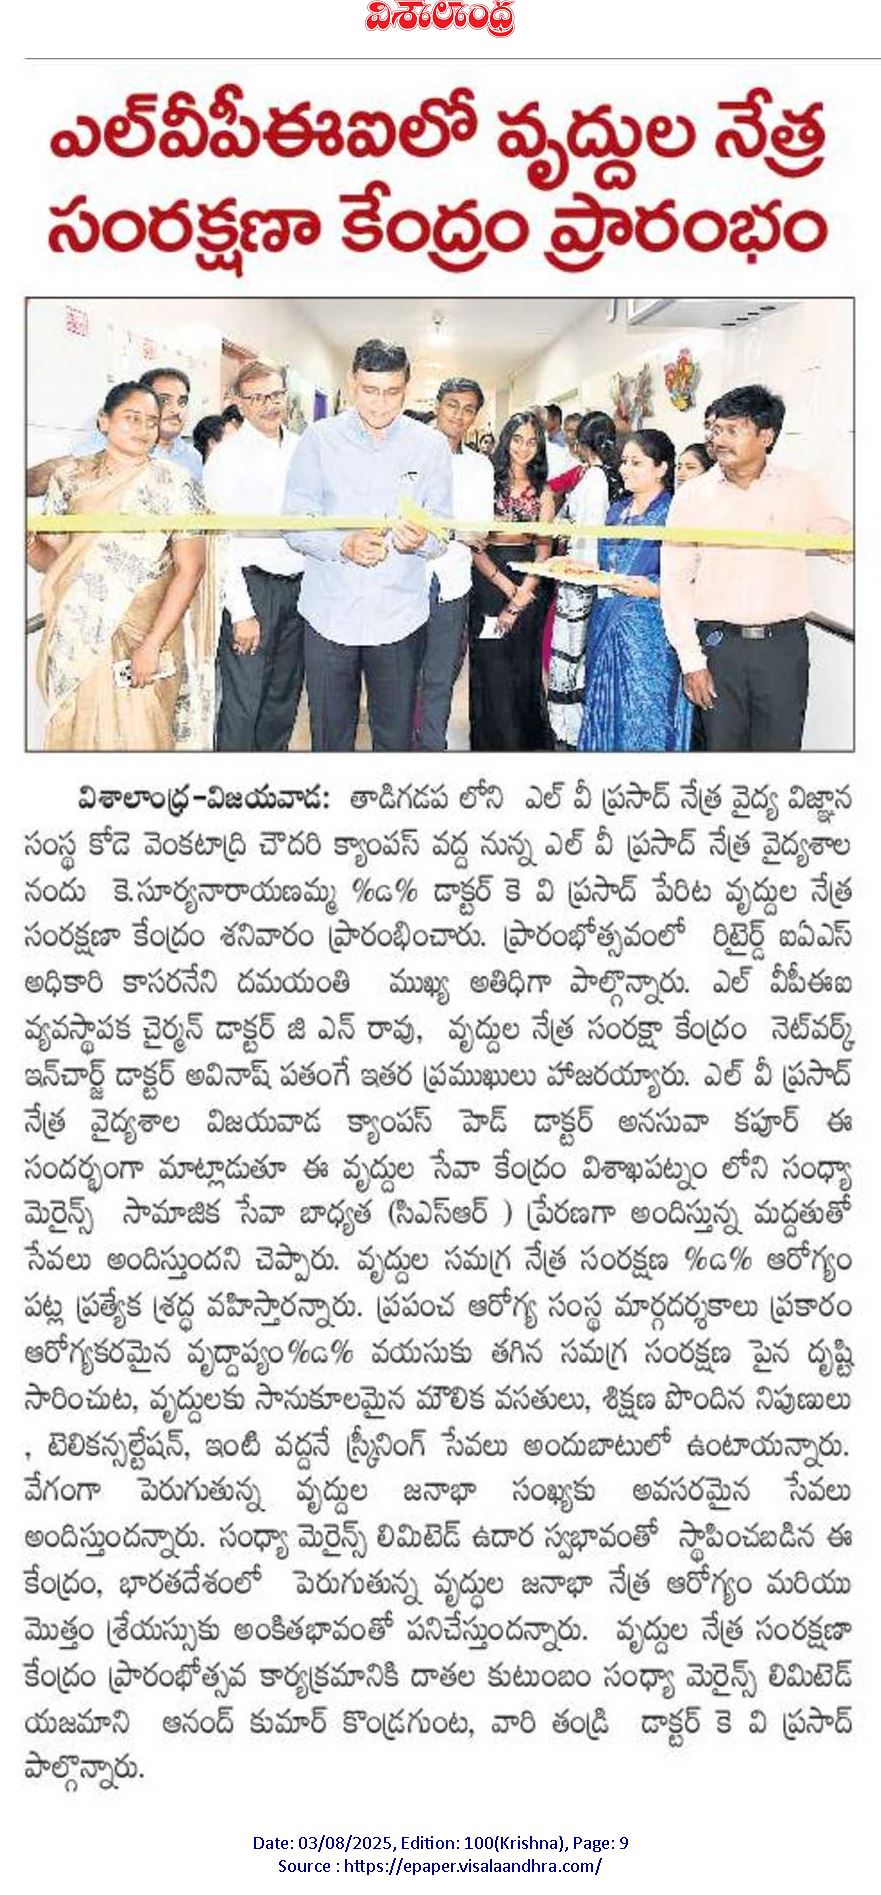 విశాలాంధ్ర
ఎల్‌వీపీఈఐలో వృద్ధుల నేత్ర
సంరక్షణా కేంద్రం ప్రారంభం
విశాలాంధ్ర-విజయవాడ: తాడిగడప లోని ఎల్ వీ ప్రసాద్ నేత్ర వైద్య విజ్ఞాన
సంస్థ కోడె వెంకటాద్రి చౌదరి క్యాంపస్ వద్ద నున్న ఎల్ వీ ప్రసాద్ నేత్ర వైద్యశాల
నందు కె.సూర్యనారాయణమ్మ %డ% డాక్టర్ కె వి ప్రసాద్ పేరిట వృద్దుల నేత్ర
సంరక్షణా కేంద్రం శనివారం ప్రారంభించారు. ప్రారంభోత్సవంలో రిటైర్డ్ ఐఏఎస్
అధికారి కాసరనేని దమయంతి ముఖ్య అతిధిగా పాల్గొన్నారు. ఎల్ వీపీఈఐ
వ్యవస్థాపక చైర్మన్ డాక్టర్ జి ఎన్ రావు, వృద్దుల నేత్ర సంరక్షా కేంద్రం నెట్‌వర్క్
ఇన్‌చార్జ్ డాక్టర్ అవినాష్ పతంగే ఇతర ప్రముఖులు హాజరయ్యారు. ఎల్ వీ ప్రసాద్
నేత్ర వైద్యశాల విజయవాడ క్యాంపస్ హెడ్ డాక్టర్ అనసువా కపూర్ ఈ
సందర్భంగా మాట్లాడుతూ ఈ వృద్దుల సేవా కేంద్రం విశాఖపట్నం లోని సంధ్యా
మెరైన్స్ సామాజిక సేవా బాధ్యత (సిఎస్ఆర్ ) ప్రేరణగా అందిస్తున్న మద్దతుతో
సేవలు అందిస్తుందని చెప్పారు. వృద్దుల సమగ్ర నేత్ర సంరక్షణ %డ% ఆరోగ్యం
పట్ల ప్రత్యేక శ్రద్ధ వహిస్తారన్నారు. ప్రపంచ ఆరోగ్య సంస్థ మార్గదర్శకాలు ప్రకారం
ఆరోగ్యకరమైన వృద్దాప్యం%డ% వయసుకు తగిన సమగ్ర సంరక్షణ పైన దృష్టి
సారించుట, వృద్దులకు సానుకూలమైన మౌలిక వసతులు, శిక్షణ పొందిన నిపుణులు
, టెలికన్సల్టేషన్, ఇంటి వద్దనే స్క్రీనింగ్ సేవలు అందుబాటులో ఉంటాయన్నారు.
వేగంగా పెరుగుతున్న వృద్దుల జనాభా సంఖ్యకు అవసరమైన సేవలు
అందిస్తుందన్నారు. సంధ్యా మెరైన్స్ లిమిటెడ్ ఉదార స్వభావంతో స్థాపించబడిన ఈ
కేంద్రం, భారతదేశంలో పెరుగుతున్న వృద్ధుల జనాభా నేత్ర ఆరోగ్యం మరియు
మొత్తం శ్రేయస్సుకు అంకితభావంతో పనిచేస్తుందన్నారు. వృద్దుల నేత్ర సంరక్షణా
కేంద్రం ప్రారంభోత్సవ కార్యక్రమానికి దాతల కుటుంబం సంధ్యా మెరైన్స్ లిమిటెడ్
యజమాని ఆనంద్ కుమార్ కొండ్రగుంట, వారి తండ్రి డాక్టర్ కె వి ప్రసాద్
పాల్గొన్నారు.
Date: 03/08/2025, Edition: 100(Krishna), Page: 9
Source : https://epaper.visalaandhra.com/